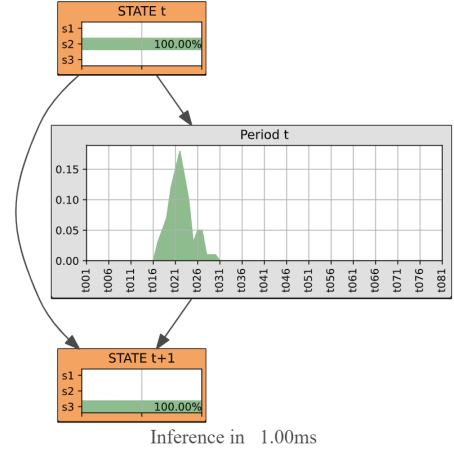 STATE t
s1
s2 100.00%
s3
Period t
0.15
0.10
0.05
0.00
t001 t006 t011 t016 t021 t026 t031 t036 t041 t046 t051 t056 t061 t066 t071 t076 t081
STATE t+1
s1
s2
s3 100.00%
Inference in 1.00ms